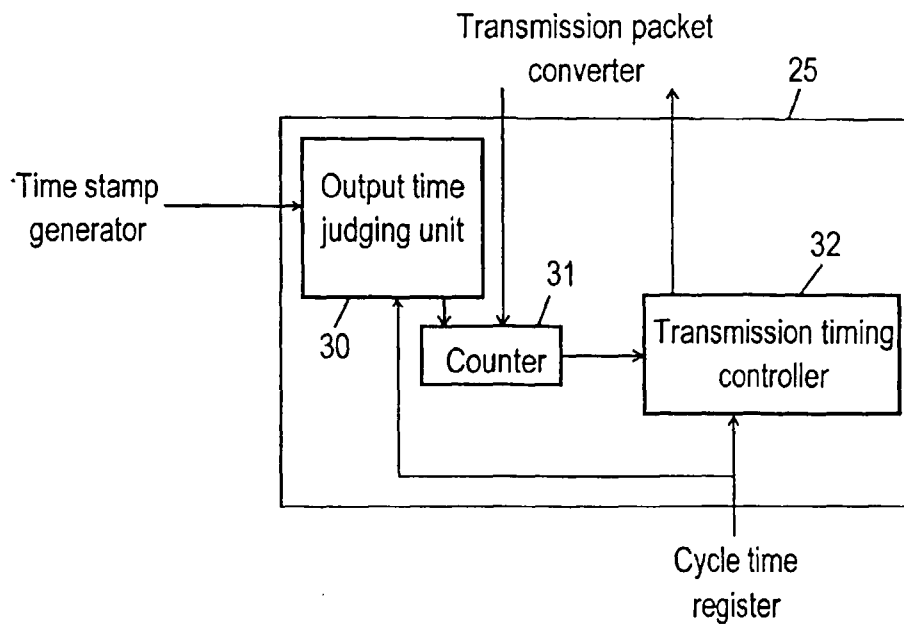 Transmission packet
converter
25
Time stamp
generator
Output time
judging unit
30
31
Counter
32
Transmission timing
controller
Cycle time
register